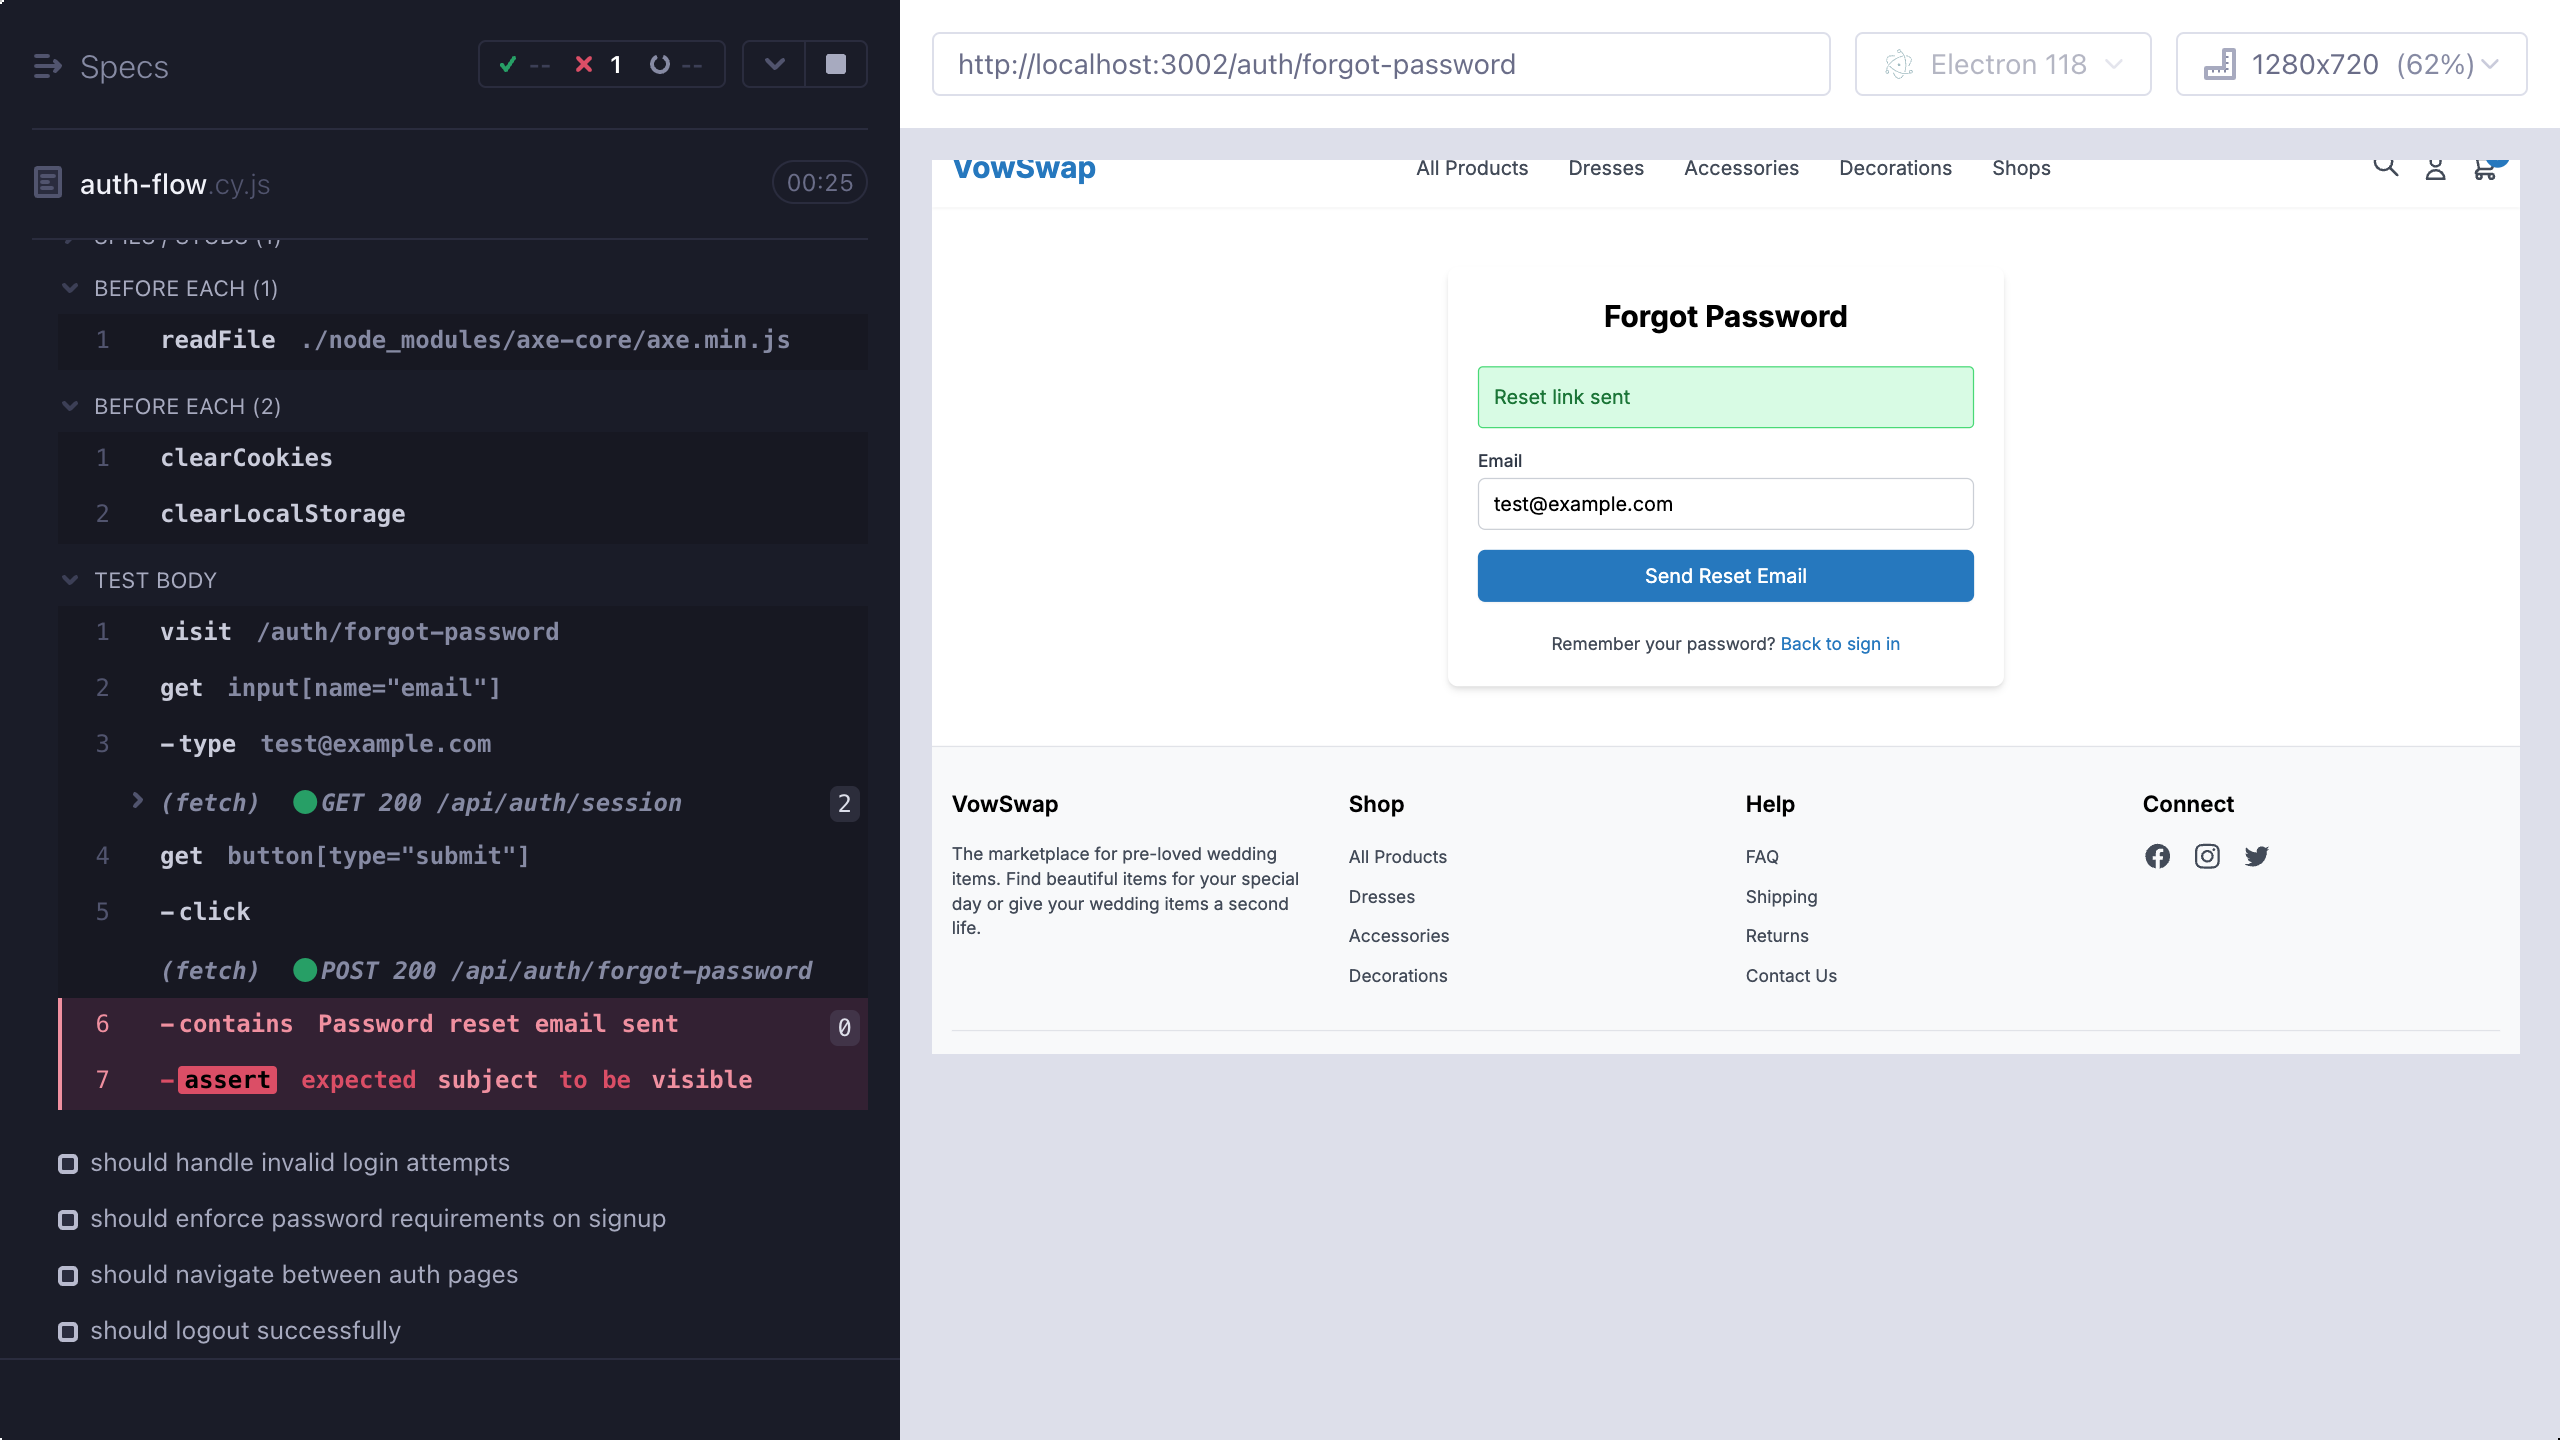 Specs
-- 1 --
auth-flow.cy.js
00:25
SPIES / STUBS (1)
BEFORE EACH (1)
1 readFile ./node_modules/axe-core/axe.min.js
BEFORE EACH (2)
1 clearCookies
2 clearLocalStorage
TEST BODY
1 visit /auth/forgot-password
2 get input[name="email"]
3 -type test@example.com
(fetch) GET 200 /api/auth/session 2
4 get button[type="submit"]
5 -click
(fetch) POST 200 /api/auth/forgot-password
6 -contains Password reset email sent 0
7 -assert expected subject to be visible
should handle invalid login attempts
should enforce password requirements on signup
should navigate between auth pages
should logout successfully
http://localhost:3002/auth/forgot-password
Electron 118
1280x720 (62%)
VowSwap
All Products Dresses Accessories Decorations Shops
Forgot Password
Reset link sent
Email
test@example.com
Send Reset Email
Remember your password? Back to sign in
VowSwap
The marketplace for pre-loved wedding
items. Find beautiful items for your special
day or give your wedding items a second
life.
Shop
All Products
Dresses
Accessories
Decorations
Help
FAQ
Shipping
Returns
Contact Us
Connect